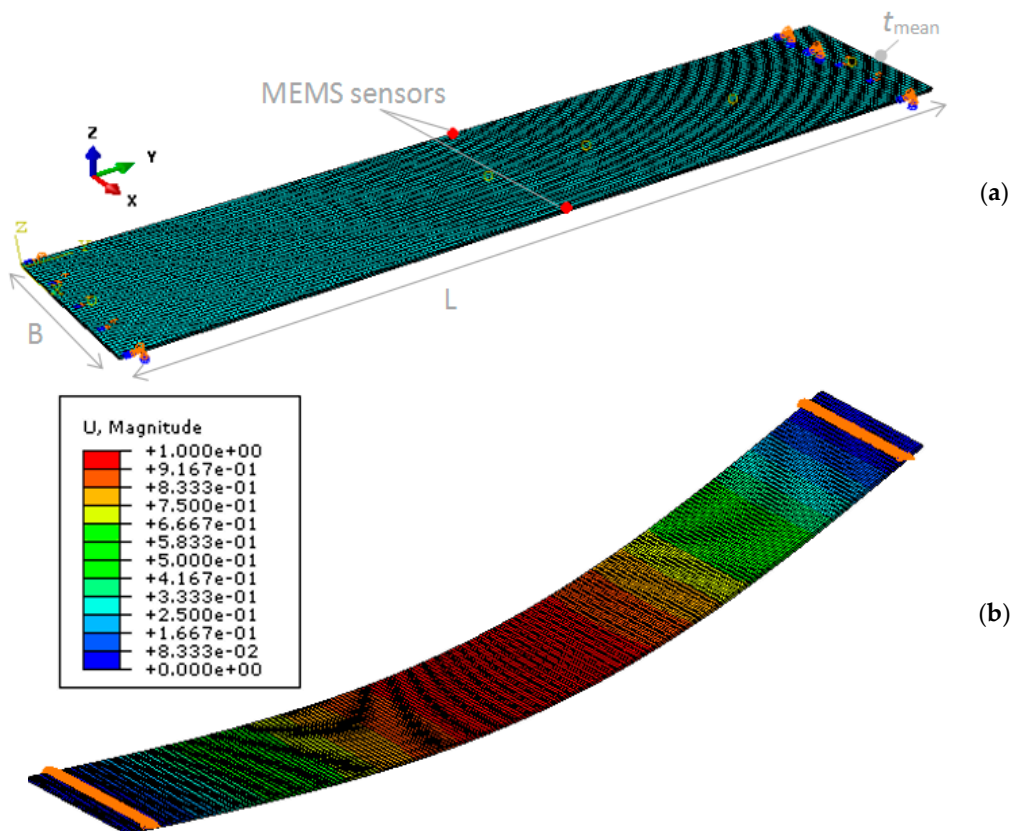 t mean
MEMS sensors
Z
Y
X
(a)
z
Y
B
L
U, Magnitude
+1.000e+00
+9.167e-01
+8.333e-01
+7.500e-01
+6.667e-01
+5.833e-01
+5.000e-01
+4.167e-01
+3.333e-01
+2.500e-01
+1.667e-01
+8.333e-02
+0.000e+00
(b)